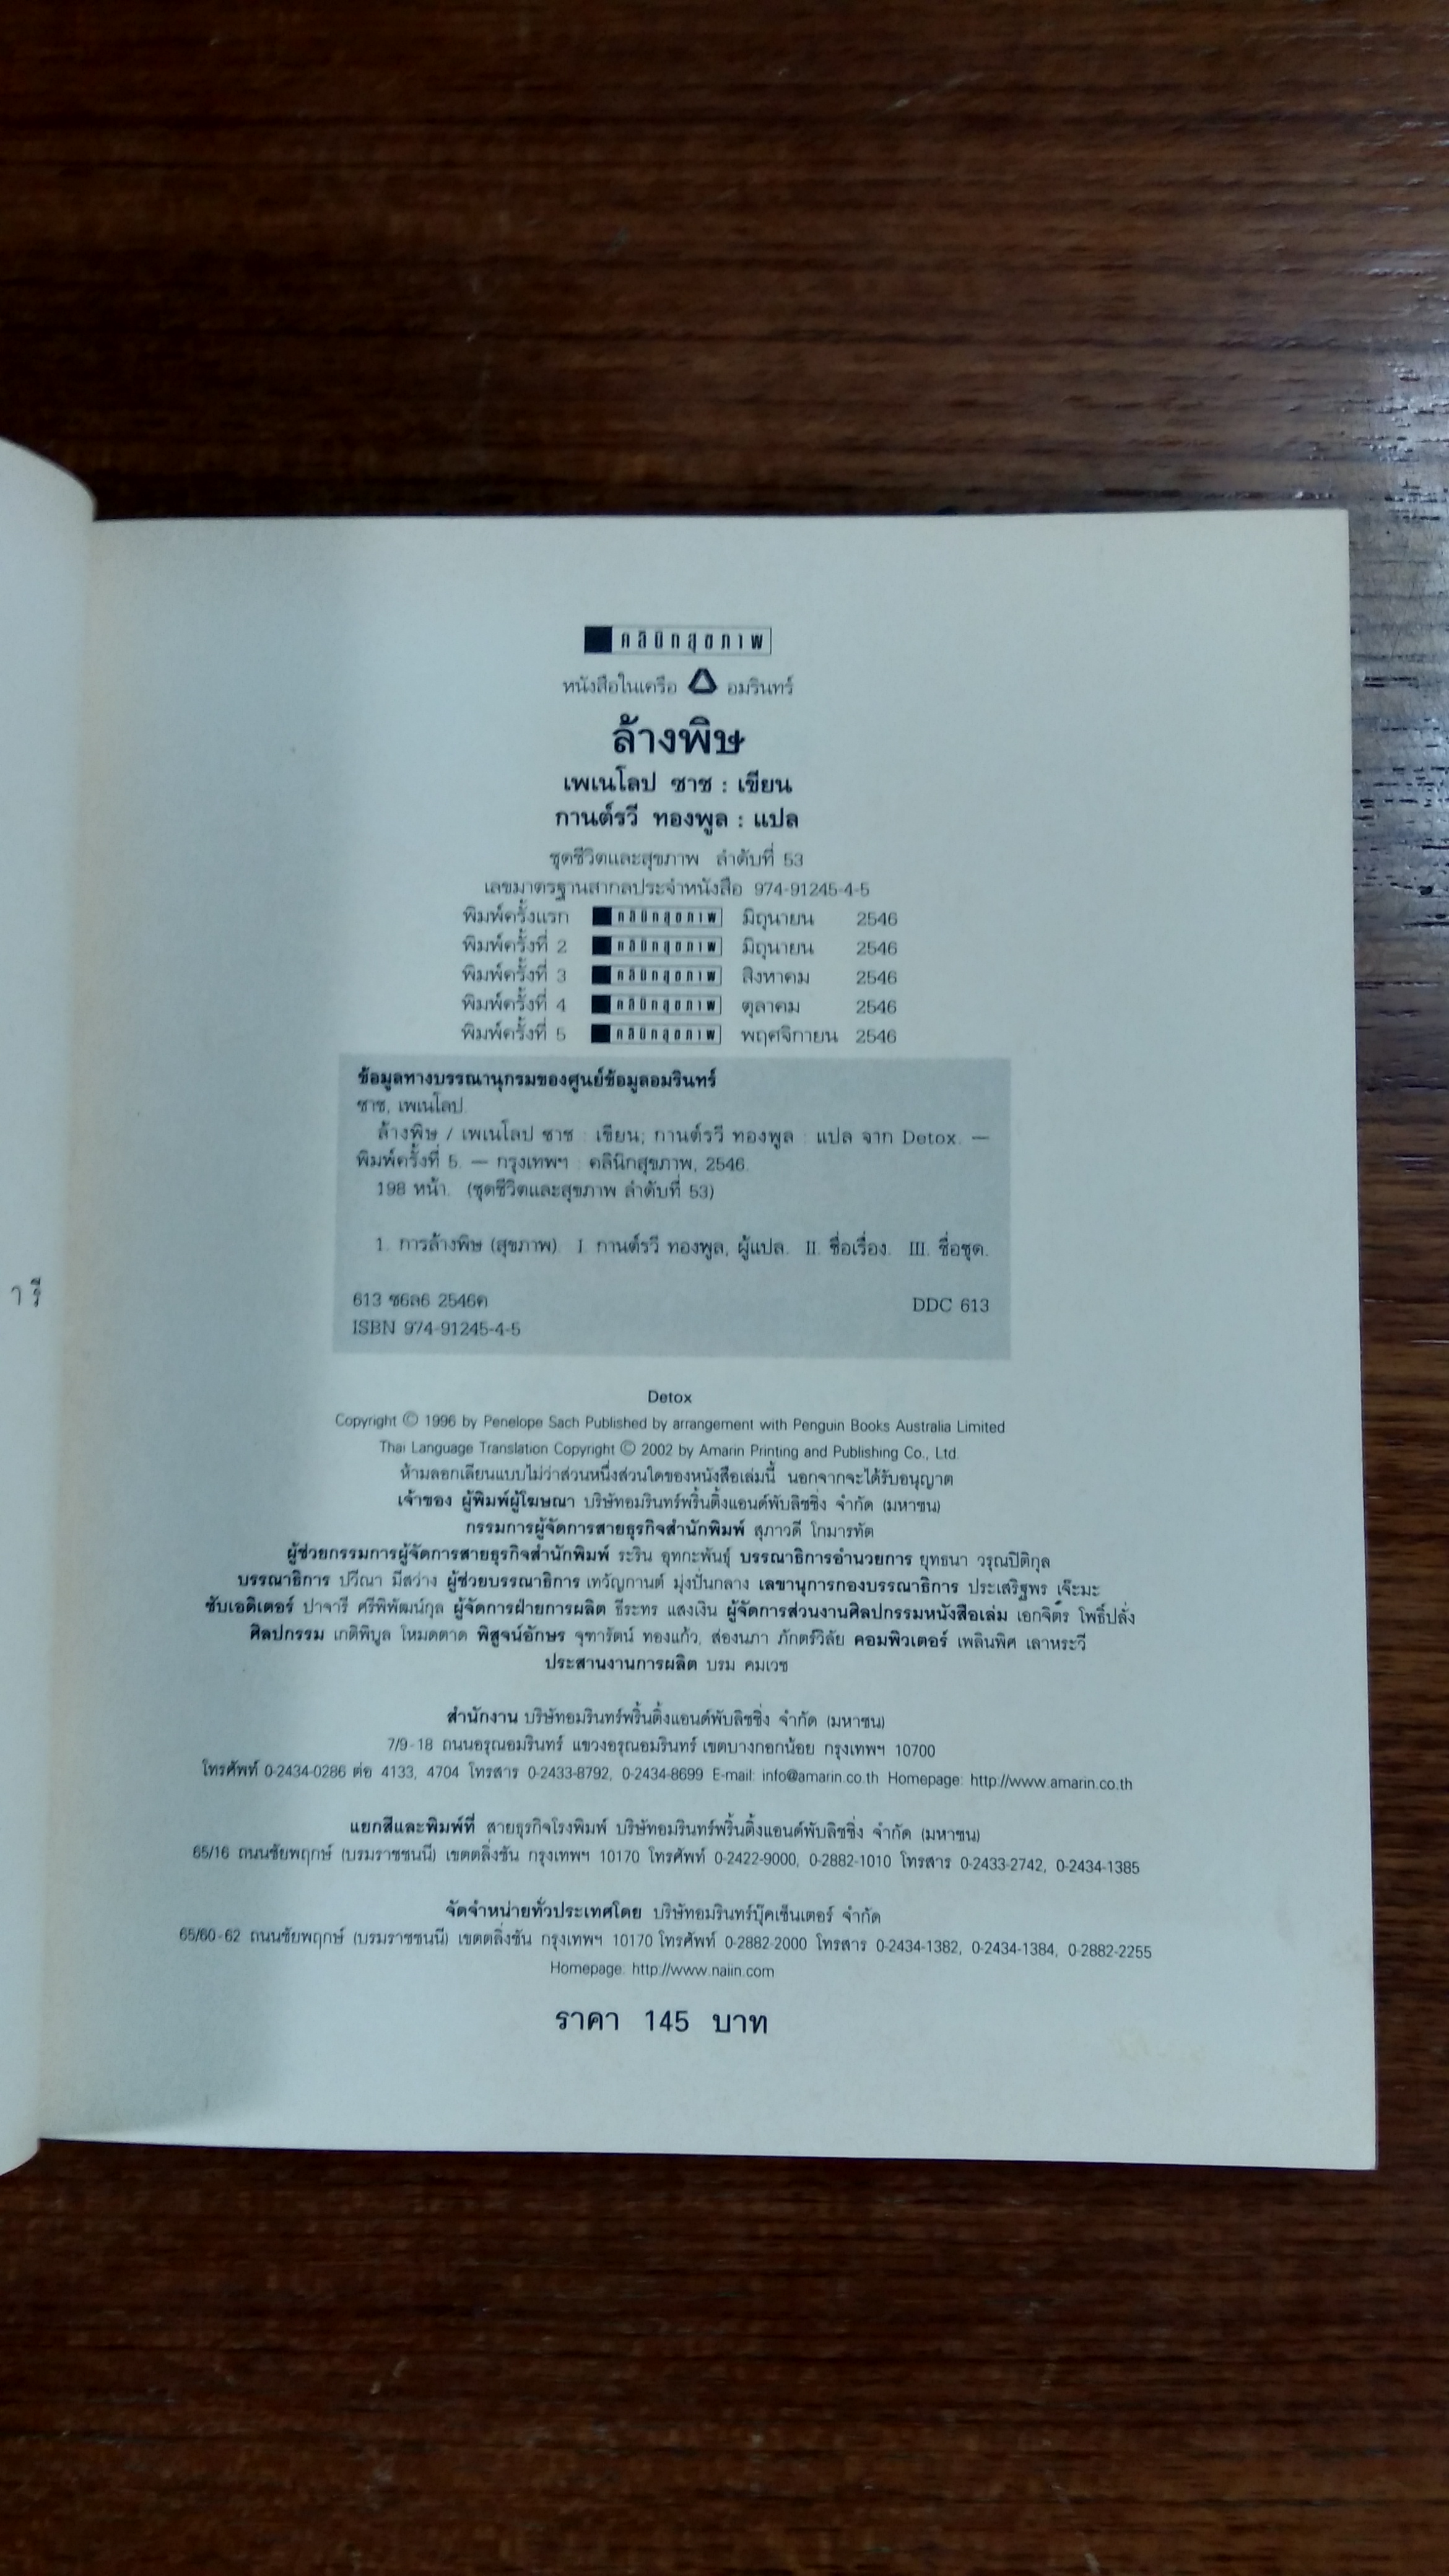 คลินิกสุขภาพ
หนังสือในเครือ อมรินทร์
ล้างพิษ
เพเนโลป ซาช : เขียน
กานต์รวี ทองพูล : แปล
ชุดชีวิตและสุขภาพ ลำดับที่ 53
เลขมาตรฐานสากลประจำหนังสือ 974-91245-4-5
พิมพ์ครั้งแรก คลินิกสุขภาพ มิถุนายน 2546
พิมพ์ครั้งที่ 2 คลินิกสุขภาพ มิถุนายน 2546
พิมพ์ครั้งที่ 3 คลินิกสุขภาพ สิงหาคม 2546
พิมพ์ครั้งที่ 4 คลินิกสุขภาพ ตุลาคม 2546
พิมพ์ครั้งที่ 5 คลินิกสุขภาพ พฤศจิกายน 2546
ข้อมูลทางบรรณานุกรมของศูนย์ข้อมูลอมรินทร์
ซาช, เพเนโลป
ล้างพิษ / เพเนโลป ซาช : เขียน; กานต์รวี ทองพูล : แปล จาก Detox. —
พิมพ์ครั้งที่ 5. — กรุงเทพฯ : คลินิกสุขภาพ, 2546.
198 หน้า. (ชุดชีวิตและสุขภาพ ลำดับที่ 53)
1. การล้างพิษ (สุขภาพ) I. กานต์รวี ทองพูล, ผู้แปล. II. ชื่อเรื่อง. III. ชื่อชุด.
613 ซ6ล6 2546ค DDC 613
ISBN 974-91245-4-5
Detox
Copyright © 1996 by Penelope Sach Published by arrangement with Penguin Books Australia Limited
Thai Language Translation Copyright © 2002 by Amarin Printing and Publishing Co., Ltd.
ห้ามลอกเลียนแบบไม่ว่าส่วนหนึ่งส่วนใดของหนังสือเล่มนี้ นอกจากจะได้รับอนุญาต
เจ้าของ ผู้พิมพ์ผู้โฆษณา บริษัทอมรินทร์พริ้นติ้งแอนด์พับลิชชิ่ง จำกัด (มหาชน)
กรรมการผู้จัดการสายธุรกิจสำนักพิมพ์ สุภาวดี โกมารทัต
ผู้ช่วยกรรมการผู้จัดการสายธุรกิจสำนักพิมพ์ ระริน อุทกะพันธุ์ บรรณาธิการอำนวยการ ยุทธนา วรุณปิติกุล
บรรณาธิการ ปวีณา มีสว่าง ผู้ช่วยบรรณาธิการ เทวัญกานต์ มุ่งปั่นกลาง เลขานุการกองบรรณาธิการ ประเสริฐพร เจ๊ะมะ
ซับเอดิเตอร์ ปาจารี ศรีพิพัฒน์กุล ผู้จัดการฝ่ายการผลิต ธีระทร แสงเงิน ผู้จัดการส่วนงานศิลปกรรมหนังสือเล่ม เอกจิตร โพธิ์ปลั่ง
ศิลปกรรม เกติพิบูล โหมดตาด พิสูจน์อักษร จุฑารัตน์ ทองแก้ว, ส่องนภา ภักตร์วิลัย คอมพิวเตอร์ เพลินพิศ เลาหระวี
ประสานงานการผลิต บรม คมเวช
สำนักงาน บริษัทอมรินทร์พริ้นติ้งแอนด์พับลิชชิ่ง จำกัด (มหาชน)
7/9-18 ถนนอรุณอมรินทร์ แขวงอรุณอมรินทร์ เขตบางกอกน้อย กรุงเทพฯ 10700
โทรศัพท์ 0-2434-0286 ต่อ 4133, 4704 โทรสาร 0-2433-8792, 0-2434-8699 E-mail: info@amarin.co.th Homepage: http://www.amarin.co.th
แยกสีและพิมพ์ที่ สายธุรกิจโรงพิมพ์ บริษัทอมรินทร์พริ้นติ้งแอนด์พับลิชชิ่ง จำกัด (มหาชน)
65/16 ถนนชัยพฤกษ์ (บรมราชชนนี) เขตตลิ่งชัน กรุงเทพฯ 10170 โทรศัพท์ 0-2422-9000, 0-2882-1010 โทรสาร 0-2433-2742, 0-2434-1385
จัดจำหน่ายทั่วประเทศโดย บริษัทอมรินทร์บุ๊คเซ็นเตอร์ จำกัด
65/60-62 ถนนชัยพฤกษ์ (บรมราชชนนี) เขตตลิ่งชัน กรุงเทพฯ 10170 โทรศัพท์ 0-2882-2000 โทรสาร 0-2434-1382, 0-2434-1384, 0-2882-2255
Homepage: http://www.naiin.com
ราคา 145 บาท